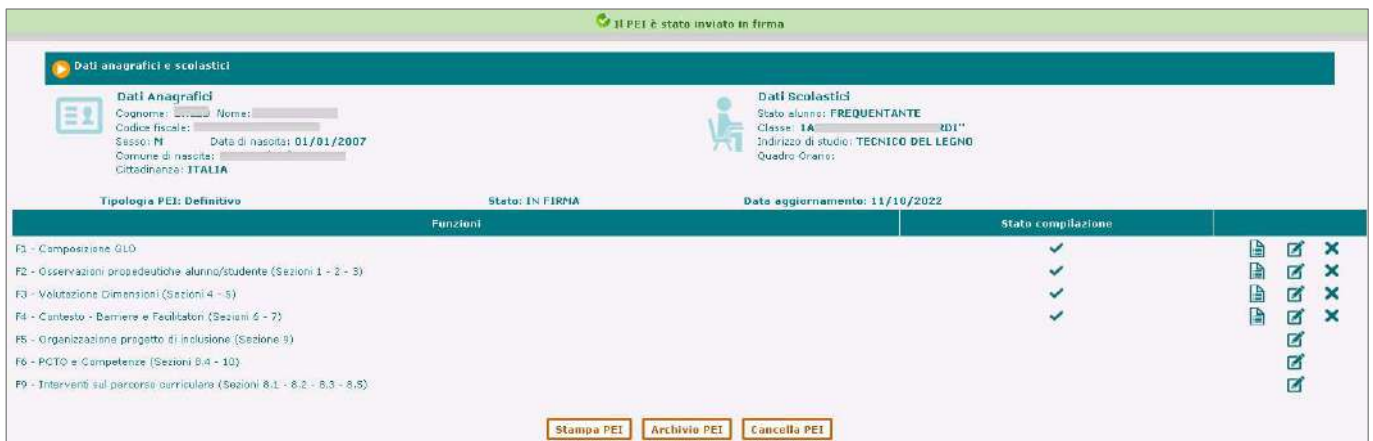 Il PEI è stato inviato in firma
Dati anagrafici e scolastici
Dati Anagrafici
Cognome: Nome:
Codice fiscale:
Sesso: M Data di nascita: 01/01/2007
Comune di nascita:
Cittadinanza: ITALIA
Dati Scolastici
Stato alunno: FREQUENTANTE
Classe: 1A RDI"
Indirizzo di studio: TECNICO DEL LEGNO
Quadro Orario:
Tipologia PEI: Definitivo Stato: IN FIRMA Data aggiornamento: 11/10/2022
Funzioni Stato compilazione
F1 - Composizione GLO
F2 - Osservazioni propedeutiche alunno/studente (Sezioni 1 - 2 - 3)
F3 - Valutazione Dimensioni (Sezioni 4 - 5)
F4 - Contesto - Barriere e Facilitatori (Sezioni 6 - 7)
F5 - Organizzazione progetto di inclusione (Sezione 9)
F6 - PCTO e Competenze (Sezioni 8.4 - 10)
F9 - Interventi sul percorso curriculare (Sezioni 8.1 - 8.2 - 8.3 - 8.5)
Stampa PEI Archivio PEI Cancella PEI